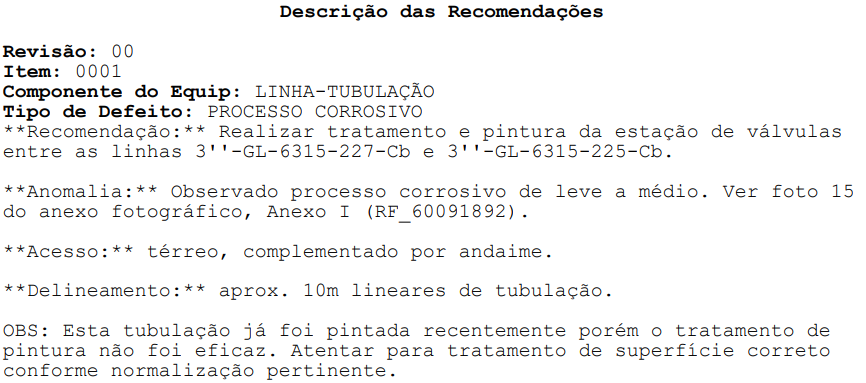 Descrição das Recomendações
Revisão: 00
Item: 0001
Componente do Equip: LINHA-TUBULAÇÃO
Tipo de Defeito: PROCESSO CORROSIVO
**Recomendação:** Realizar tratamento e pintura da estação de válvulas
entre as linhas 3''-GL-6315-227-Cb e 3''-GL-6315-225-Cb.
**Anomalia:** Observado processo corrosivo de leve a médio. Ver foto 15
do anexo fotográfico, Anexo I (RF_60091892).
**Acesso:** térreo, complementado por andaime.
**Delineamento:** aprox. 10m lineares de tubulação.
OBS: Esta tubulação já foi pintada recentemente porém o tratamento de
pintura não foi eficaz. Atentar para tratamento de superfície correto
conforme normalização pertinente.